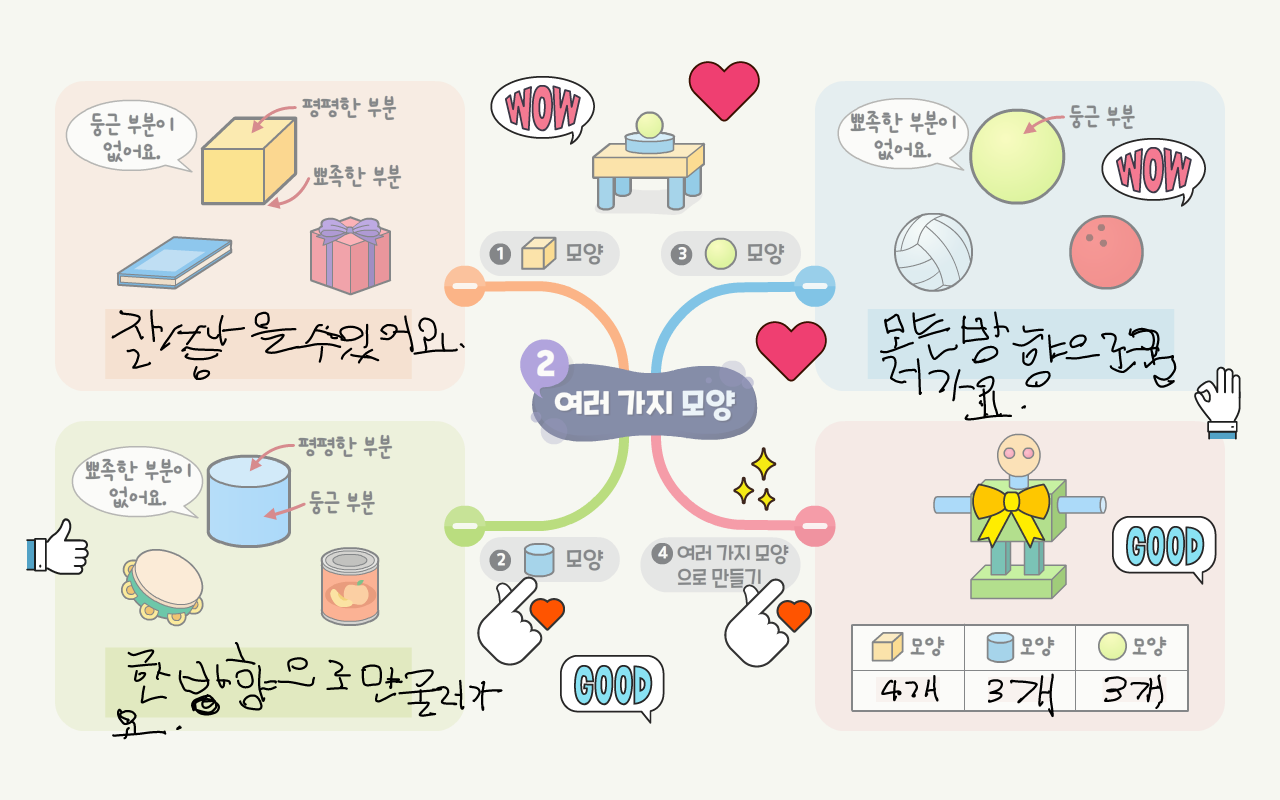 둥근 부분이
없어요.
평평한 부분
뾰족한 부분
잘 쌓을 수 있어요.
WOW
뾰족한 부분이
없어요.
둥근 부분
WOW
모든 방향으로 굴
러가요.
1 모양
3 모양
2
여러 가지 모양
뾰족한 부분이
없어요.
평평한 부분
둥근 부분
한 방향으로만 굴러가
요.
2 모양
4 여러 가지 모양
으로 만들기
GOOD
GOOD
모양 모양 모양
4개 3개 3개